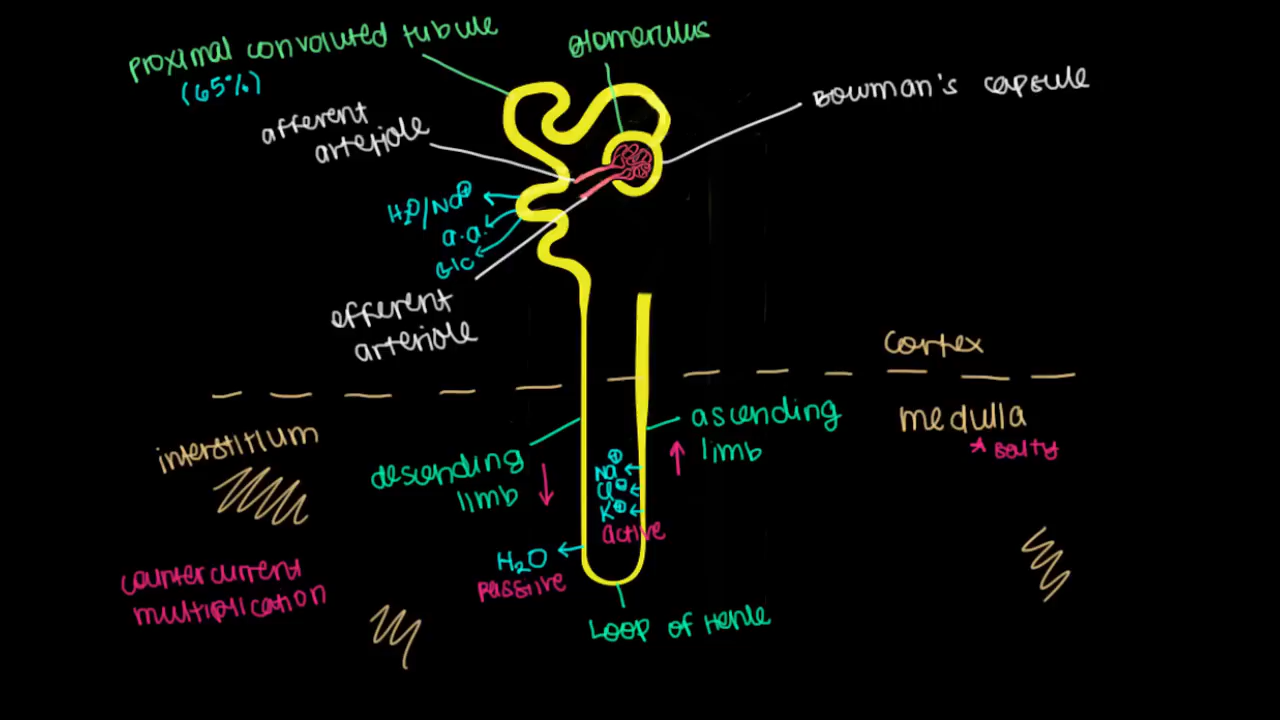 proximal convoluted tubule
(65%)
glomerulus
Bowman's capsule
afferent
arteriole
H2O/Na+
a.a.
Glc
efferent
arteriole
cortex
medulla
* salty
interstitium
descending
limb
ascending
limb
Na+
Cl-
K+
active
H2O
passive
countercurrent
multiplication
Loop of Henle